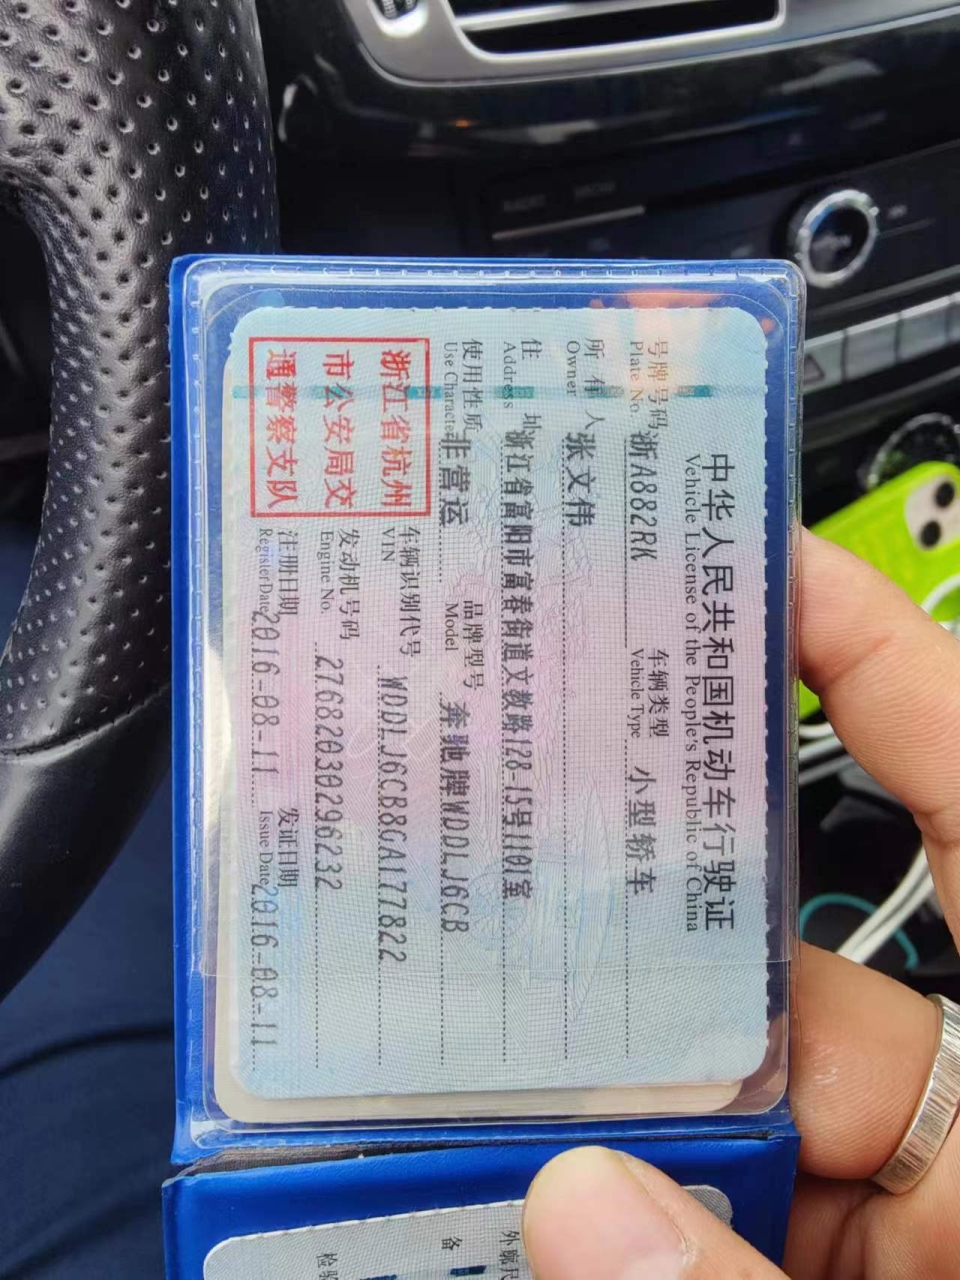 中华人民共和国机动车行驶证
Vehicle License of the People's Republic of China
号牌号码 浙A882RK 车辆类型 小型轿车
Plate No. Vehicle Type
所有人 张文伟
Owner
住址 浙江省富阳市富春街道文教路128-15号1101室
Address
使用性质 非营运 品牌型号 奔驰牌WDDLJ6CB
Use Character Model
浙江省杭州
市公安局交
通警察支队
车辆识别代号 WDDLJ6CB8GA177822
VIN
发动机号码 27682030296232
Engine No.
注册日期 2016-08-11 发证日期 2016-08-11
Register Date Issue Date
外廓尺
备
检验